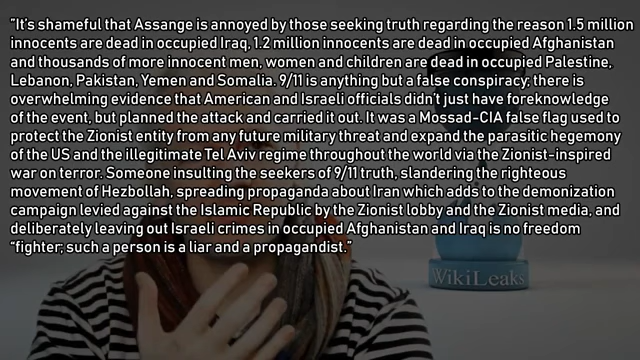 "It's shameful that Assange is annoyed by those seeking truth regarding the reason 1.5 million
innocents are dead in occupied Iraq, 1.2 million innocents are dead in occupied Afghanistan
and thousands of more innocent men, women and children are dead in occupied Palestine,
Lebanon, Pakistan, Yemen and Somalia. 9/11 is anything but a false conspiracy; there is
overwhelming evidence that American and Israeli officials didn't just have foreknowledge
of the event, but planned the attack and carried it out. It was a Mossad-CIA false flag used to
protect the Zionist entity from any future military threat and expand the parasitic hegemony
of the US and the illegitimate Tel Aviv regime throughout the world via the Zionist-inspired
war on terror. Someone insulting the seekers of 9/11 truth, slandering the righteous
movement of Hezbollah, spreading propaganda about Iran which adds to the demonization
campaign levied against the Islamic Republic by the Zionist lobby and the Zionist media, and
deliberately leaving out Israeli crimes in occupied Afghanistan and Iraq is no freedom
"fighter; such a person is a liar and a propagandist."
WikiLeaks